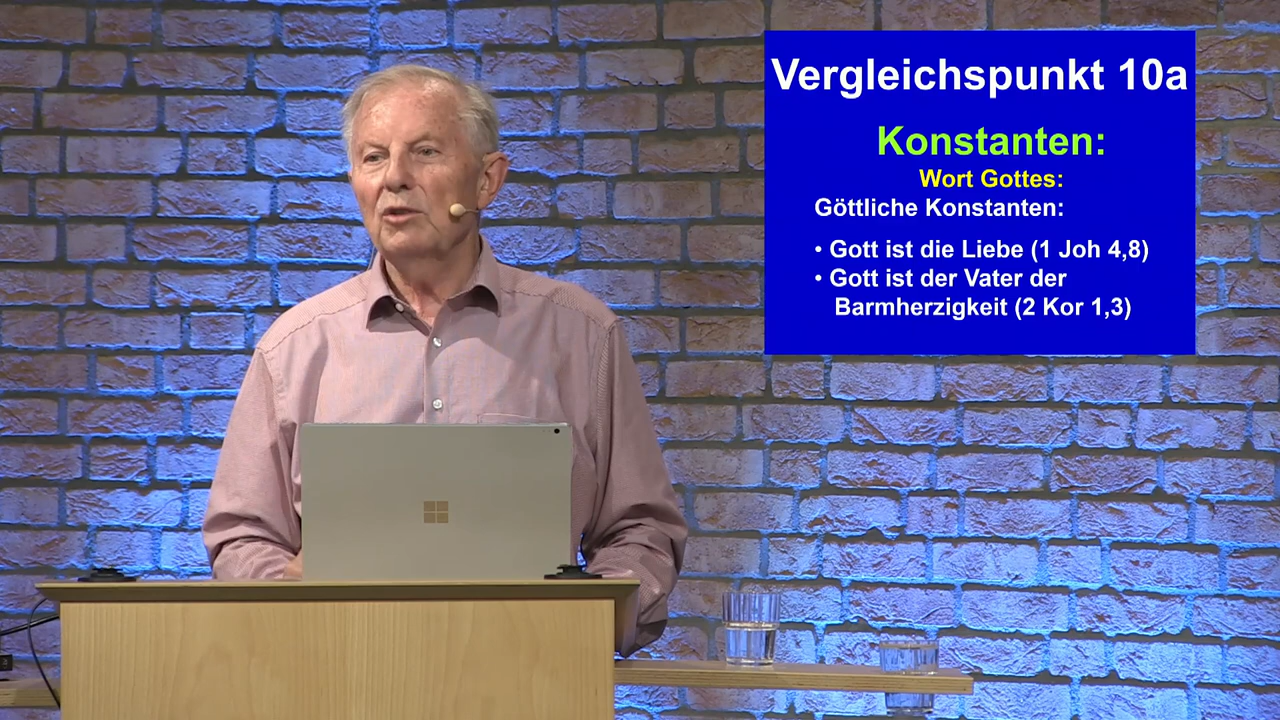 Vergleichspunkt 10a
Konstanten:
Wort Gottes:
Göttliche Konstanten:
• Gott ist die Liebe (1 Joh 4,8)
• Gott ist der Vater der
Barmherzigkeit (2 Kor 1,3)